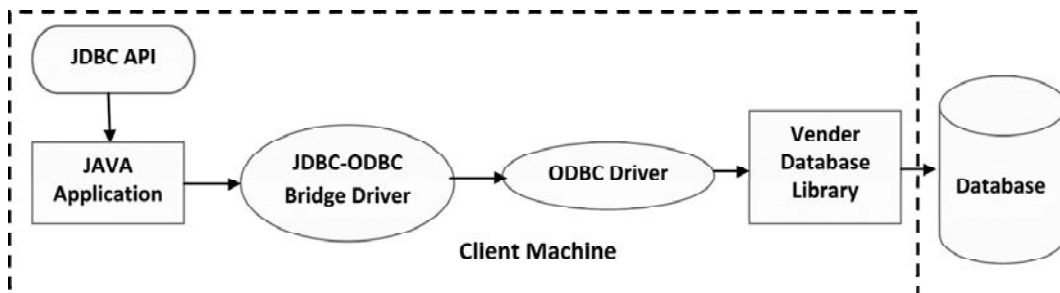 JDBC API
JAVA
Application
JDBC-ODBC
Bridge Driver
ODBC Driver
Vender
Database
Library
Database
Client Machine